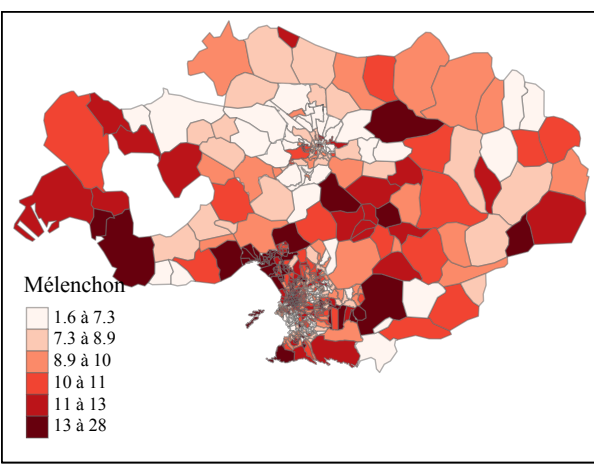 Mélenchon
1.6 à 7.3
7.3 à 8.9
8.9 à 10
10 à 11
11 à 13
13 à 28